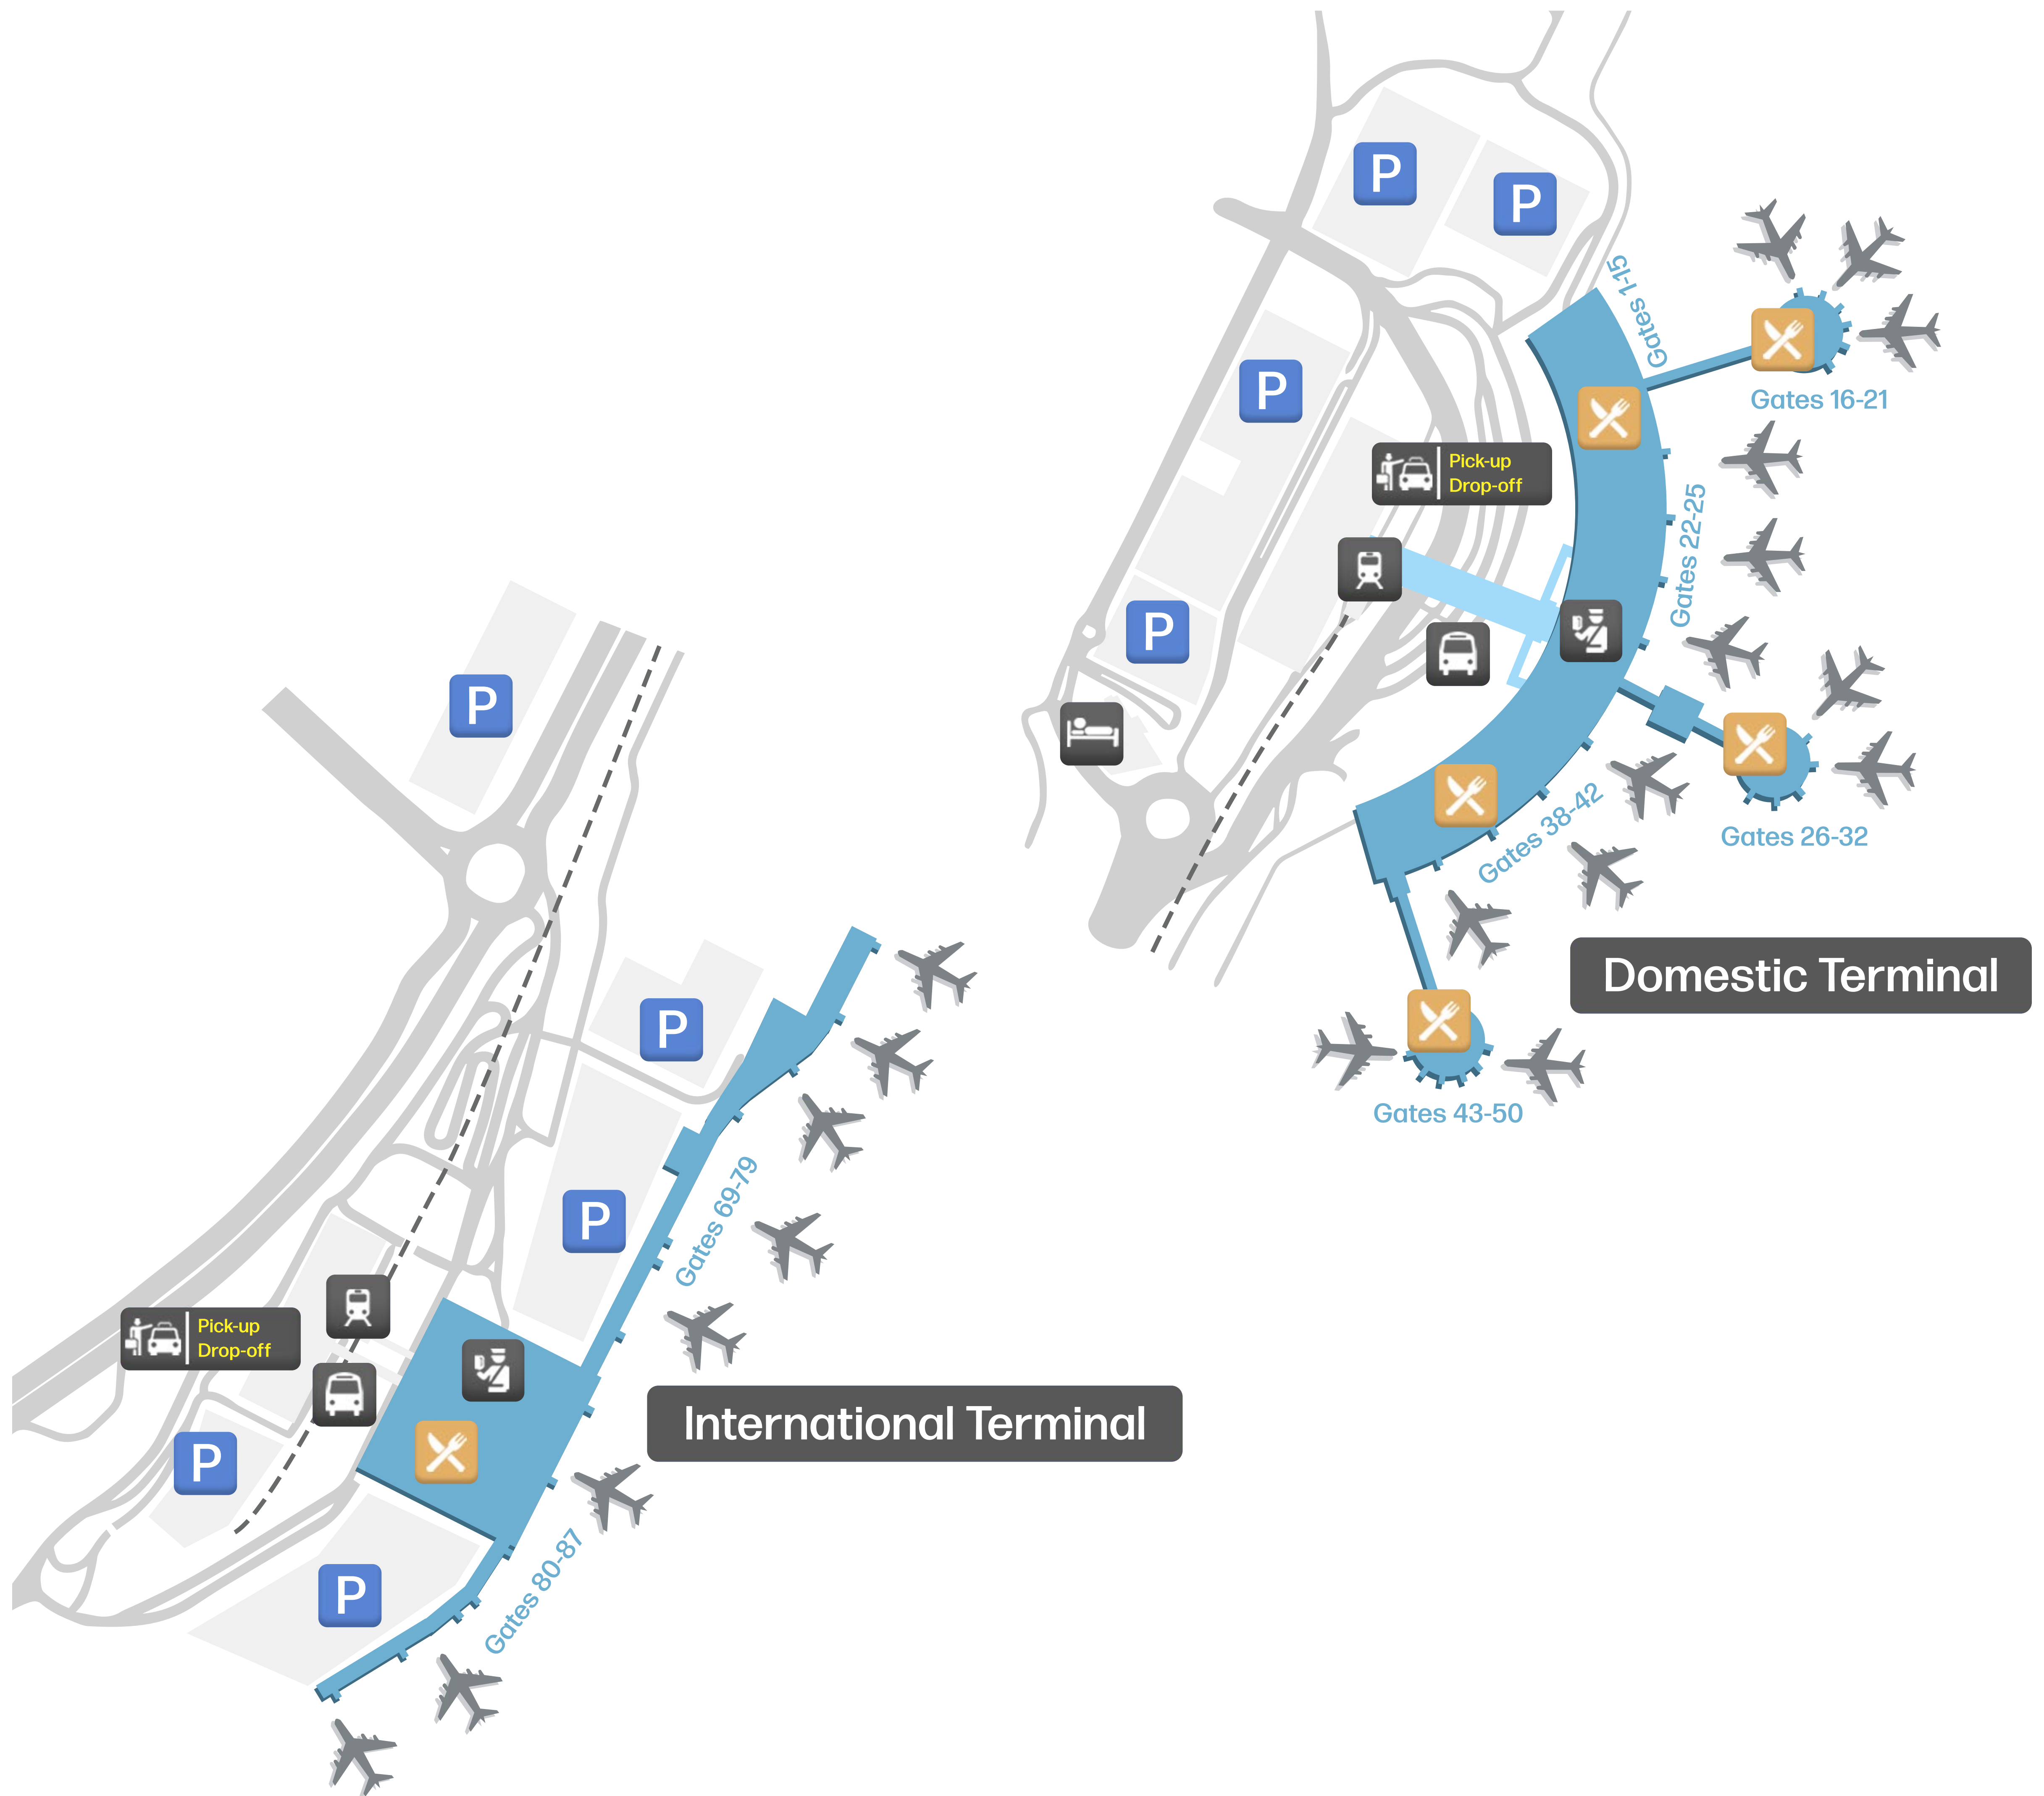 P
P
Gates 1-15
Gates 16-21
P
Pick-up
Drop-off
Gates 22-25
P
P
Gates 38-42
Gates 26-32
Domestic Terminal
P
Gates 43-50
P
Gates 69-79
Pick-up
Drop-off
International Terminal
P
P
Gates 80-87